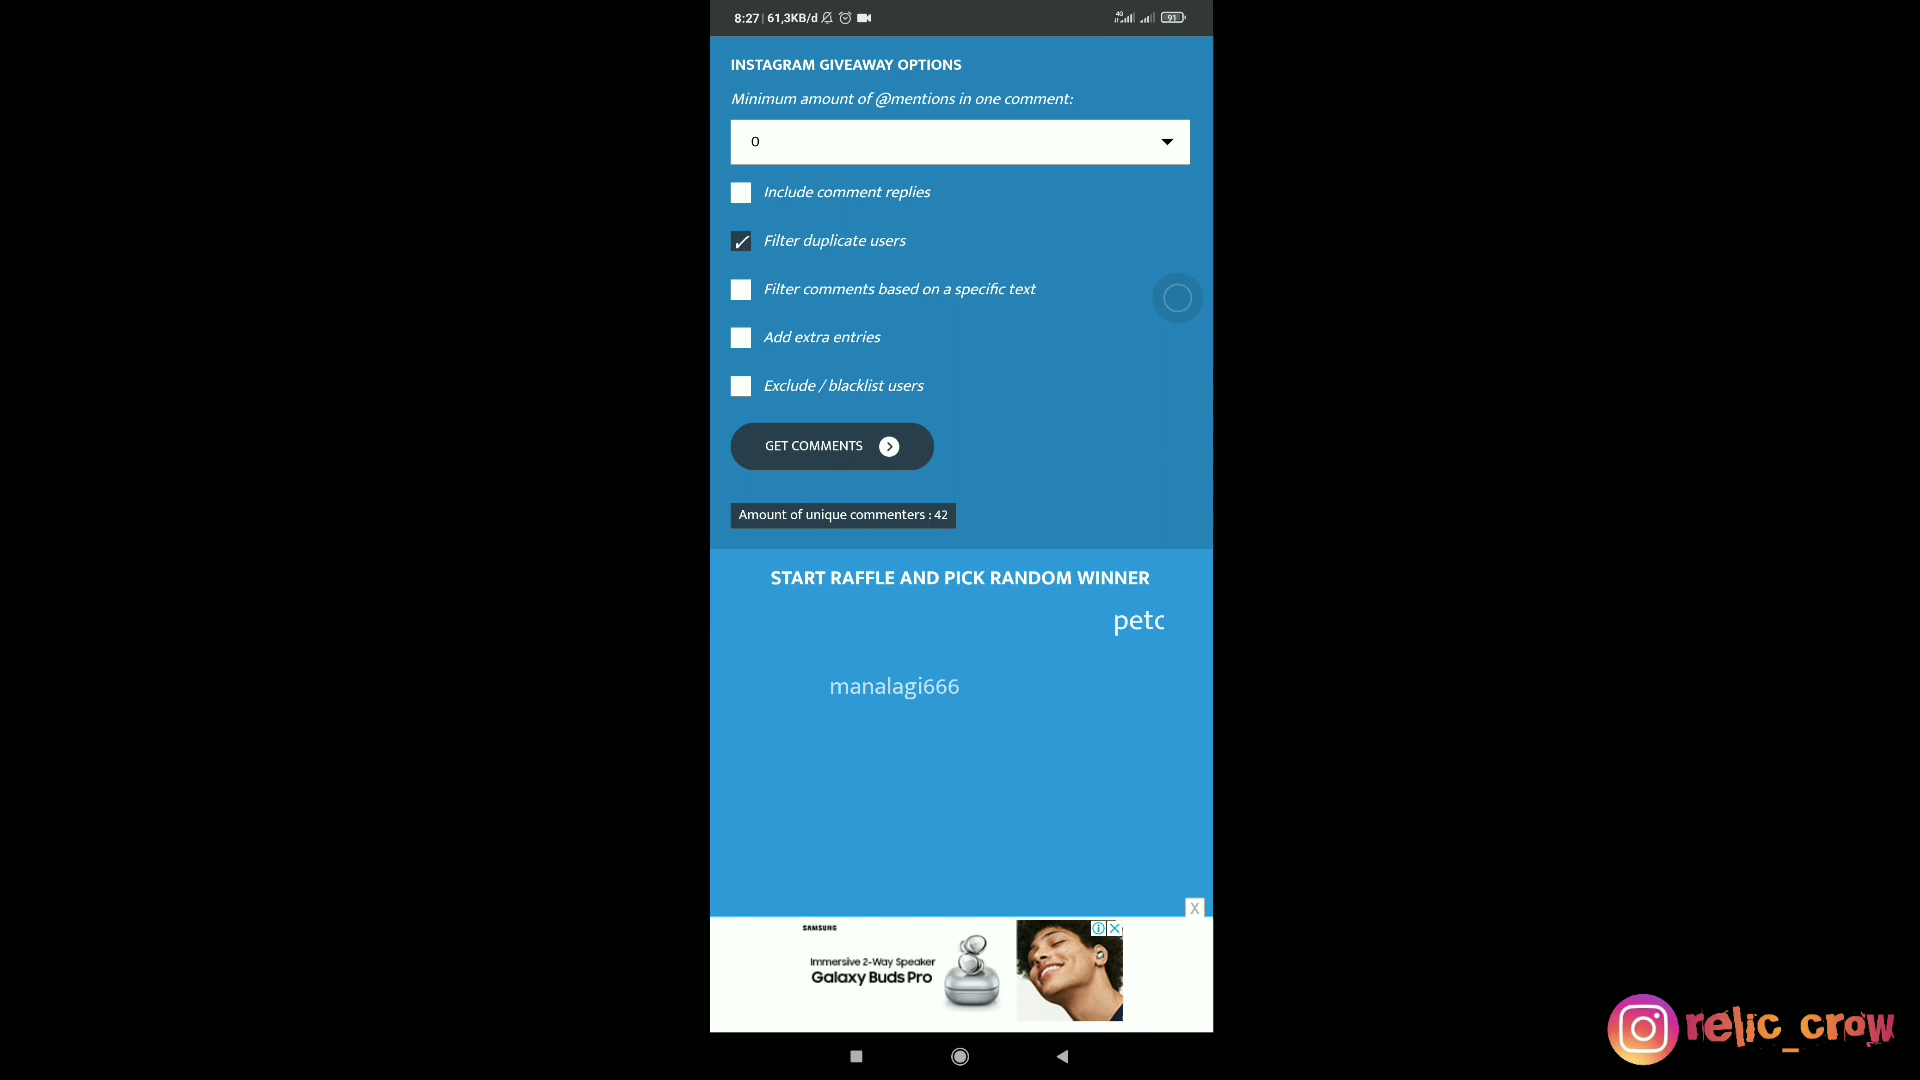 8:27 | 61,3KB/d
4G
91
INSTAGRAM GIVEAWAY OPTIONS
Minimum amount of @mentions in one comment:
0
Include comment replies
Filter duplicate users
Filter comments based on a specific text
Add extra entries
Exclude / blacklist users
GET COMMENTS
Amount of unique commenters : 42
START RAFFLE AND PICK RANDOM WINNER
petc
manalagi666
X
SAMSUNG
Immersive 2-Way Speaker
Galaxy Buds Pro
relic_crow